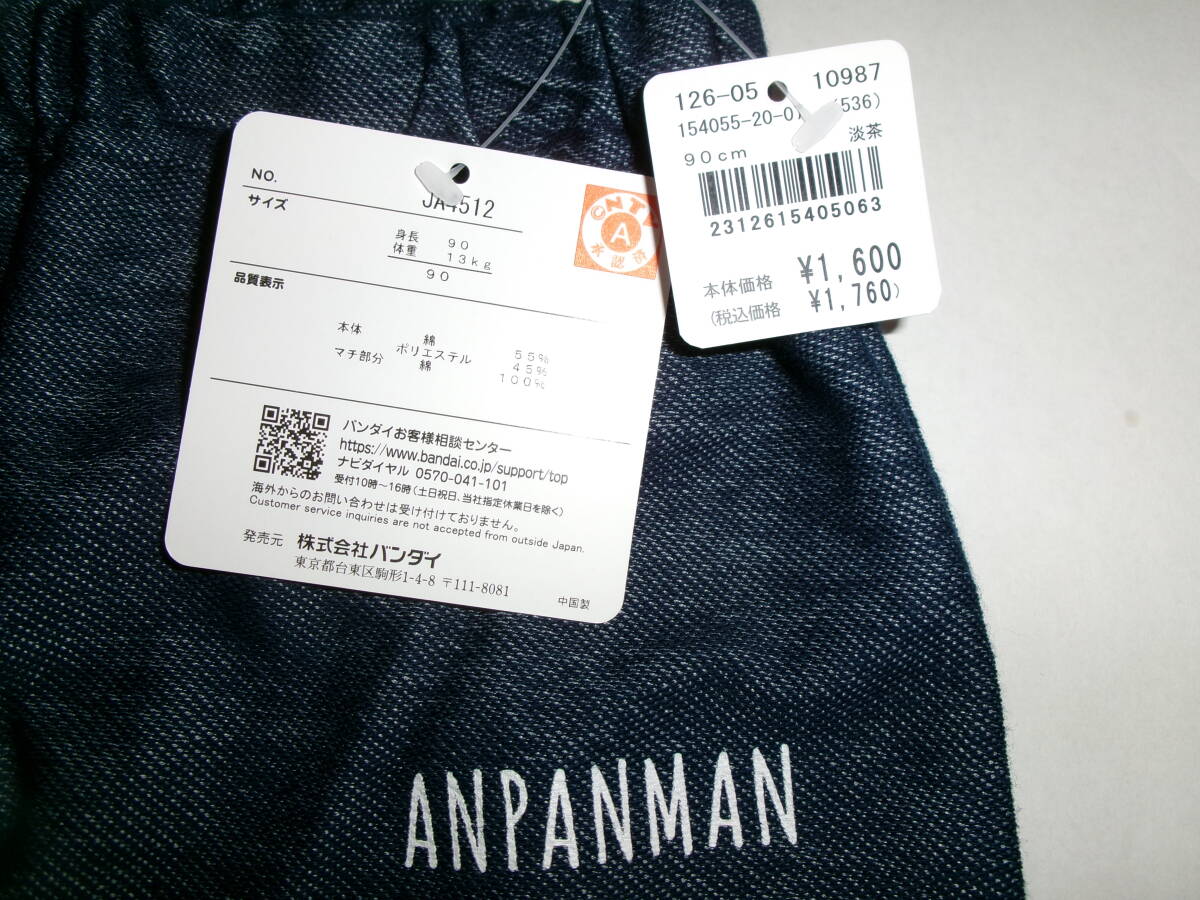 NO.
JA4512
サイズ
身長 90
体重 13kg
90
品質表示
本体 綿 55%
ポリエステル 45%
マチ部分 綿 100%
バンダイお客様相談センター
https://www.bandai.co.jp/support/top
ナビダイヤル 0570-041-101
受付10時～16時(土日祝日、当社指定休業日を除く)
海外からのお問い合わせは受け付けておりません。
Customer service inquiries are not accepted from outside Japan.
発売元 株式会社バンダイ
東京都台東区駒形1-4-8 〒111-8081
中国製
A
承認済
126-05 10987
154055-20-0 536)
淡茶
90cm
2312615405063
本体価格 ¥1,600
(税込価格 ¥1,760)
ANPANMAN